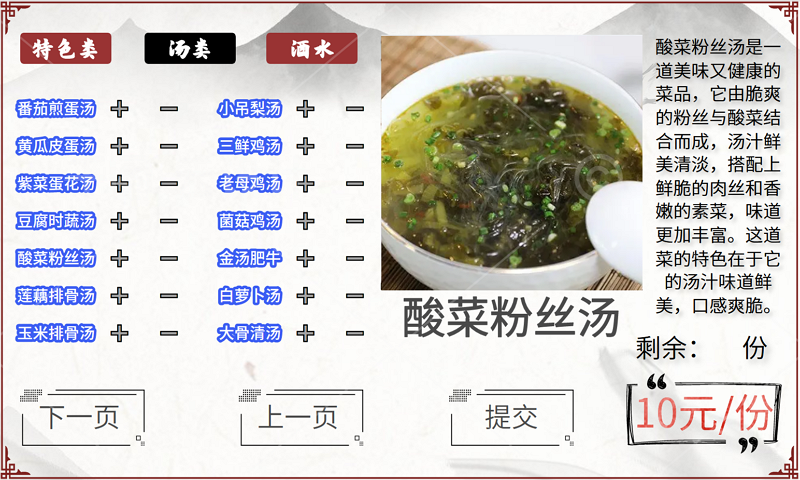 特色类
汤类
酒水
番茄煎蛋汤
黄瓜皮蛋汤
紫菜蛋花汤
豆腐时蔬汤
酸菜粉丝汤
莲藕排骨汤
玉米排骨汤
小吊梨汤
三鲜鸡汤
老母鸡汤
菌菇鸡汤
金汤肥牛
白萝卜汤
大骨清汤
酸菜粉丝汤
酸菜粉丝汤是一
道美味又健康的
菜品，它由脆爽
的粉丝与酸菜结
合而成，汤汁鲜
美清淡，搭配上
鲜脆的肉丝和香
嫩的素菜，味道
更加丰富。这道
菜的特色在于它
的汤汁味道鲜
美，口感爽脆。
剩余： 份
10元/份
下一页
上一页
提交